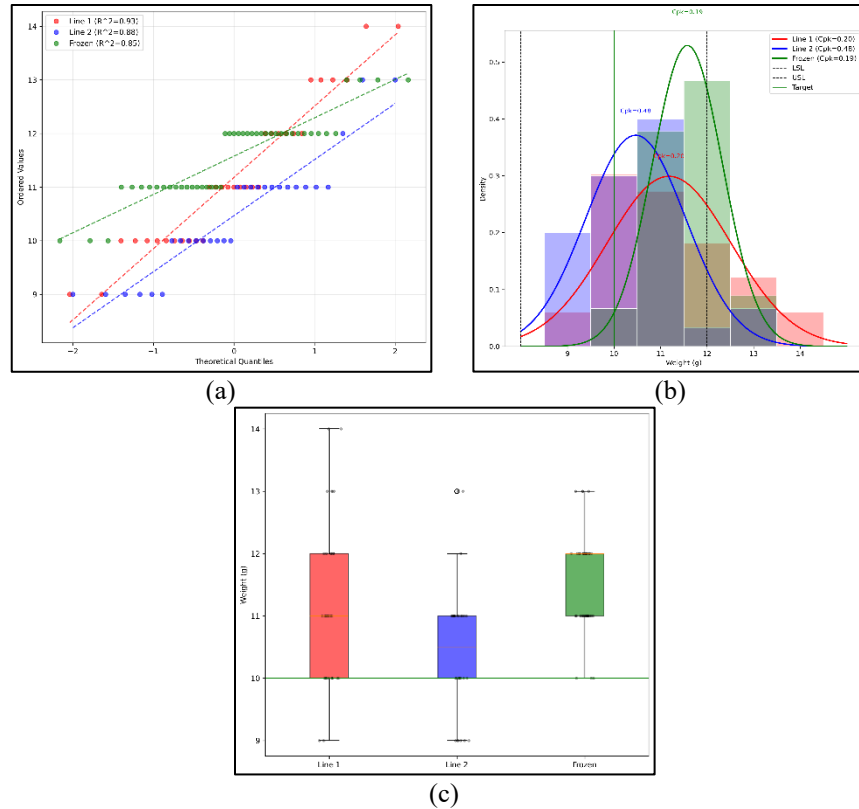 Line 1 (R^2=0.93)
Line 2 (R^2=0.88)
Frozen (R^2=0.85)
14
13
12
11
10
9
Ordered Values
−2
−1
0
1
2
Theoretical Quantiles
(a)
Cpk=0.19
Line 1 (Cpk=0.20)
Line 2 (Cpk=0.48)
Frozen (Cpk=0.19)
LSL
USL
Target
Cpk=0.48
Cpk=0.20
0.5
0.4
0.3
0.2
0.1
0.0
Density
9
10
11
12
13
14
Weight (g)
(b)
14
13
12
11
10
9
Weight (g)
Line 1
Line 2
Frozen
(c)